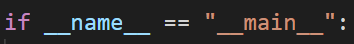 if __name__ == "__main__":